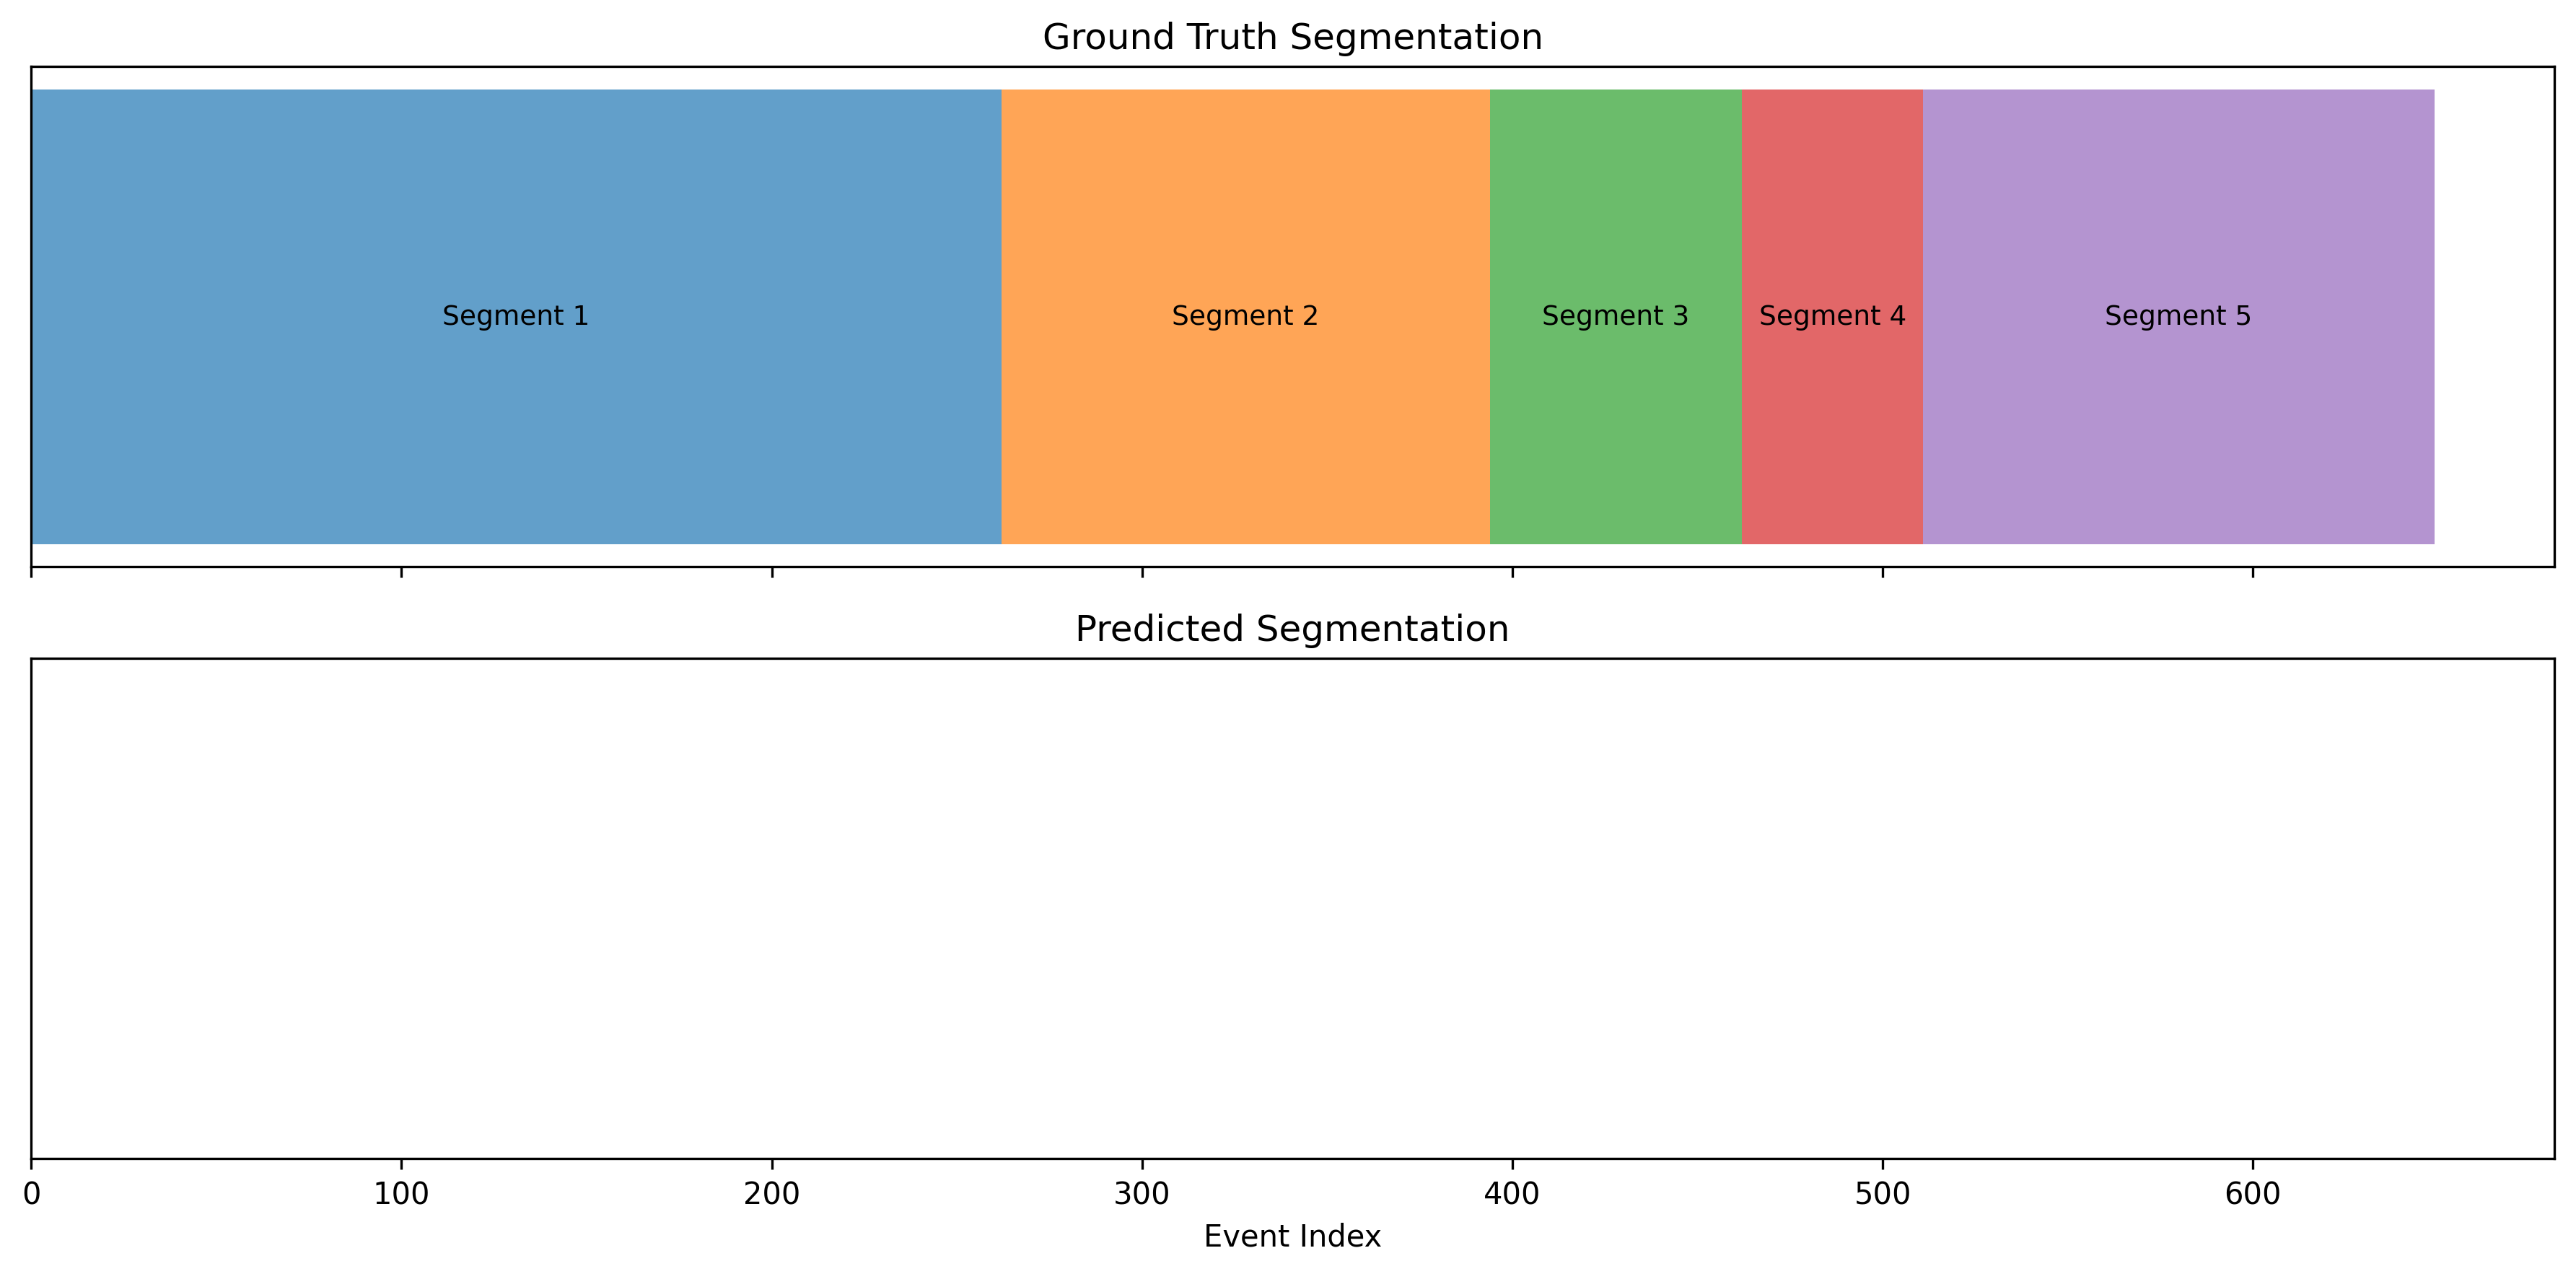 Ground Truth Segmentation
Segment 1 Segment 2 Segment 3 Segment 4 Segment 5
Predicted Segmentation
0 100 200 300 400 500 600
Event Index